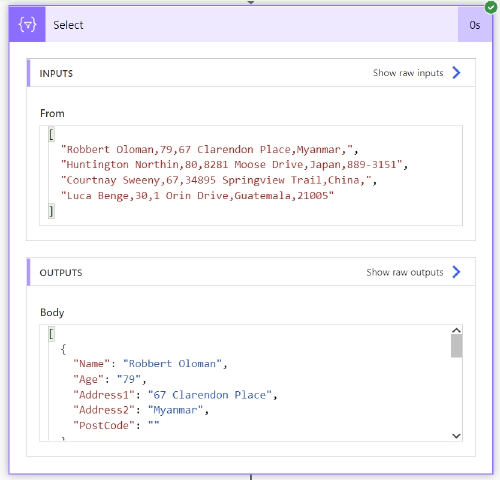 Select
0s
INPUTS
Show raw inputs
From
[
"Robbert Oloman,79,67 Clarendon Place,Myanmar,",
"Huntington Northin,80,8281 Moose Drive,Japan,889-3151",
"Courtnay Sweeny,67,34895 Springview Trail,China,",
"Luca Benge,30,1 Orin Drive,Guatemala,21005"
]
OUTPUTS
Show raw outputs
Body
[
{
"Name": "Robbert Oloman",
"Age": "79",
"Address1": "67 Clarendon Place",
"Address2": "Myanmar",
"PostCode": ""
}